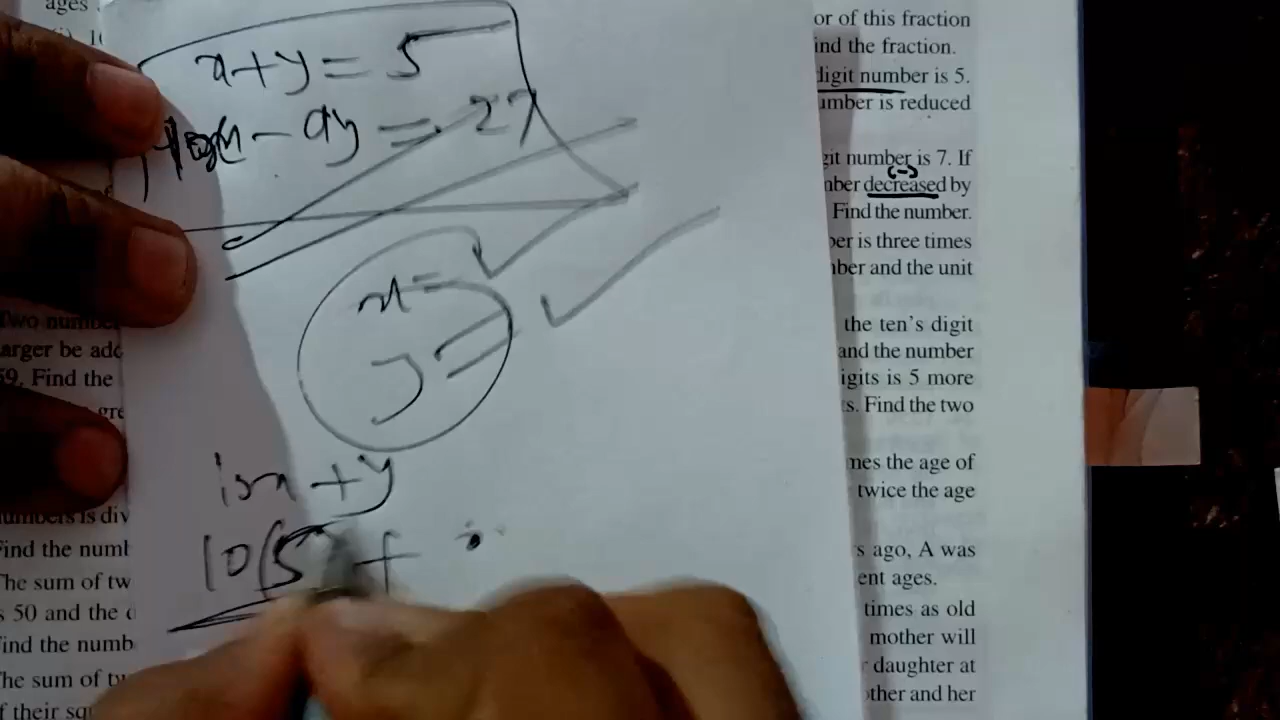 ages
x+y=5
9x-9y=27
x=
y=
10x+y
10(5)+
or of this fraction
ind the fraction.
digit number is 5.
umber is reduced
git number is 7. If
(-)
nber decreased by
Find the number.
ber is three times
nber and the unit
the ten's digit
and the number
igits is 5 more
ts. Find the two
mes the age of
twice the age
s ago, A was
ent ages.
times as old
mother will
daughter at
other and her
Two number
arger be add
59. Find the
gre
numbers is div
Find the numb
The sum of tw
s 50 and the
Find the numb
The sum of tw
f their squ